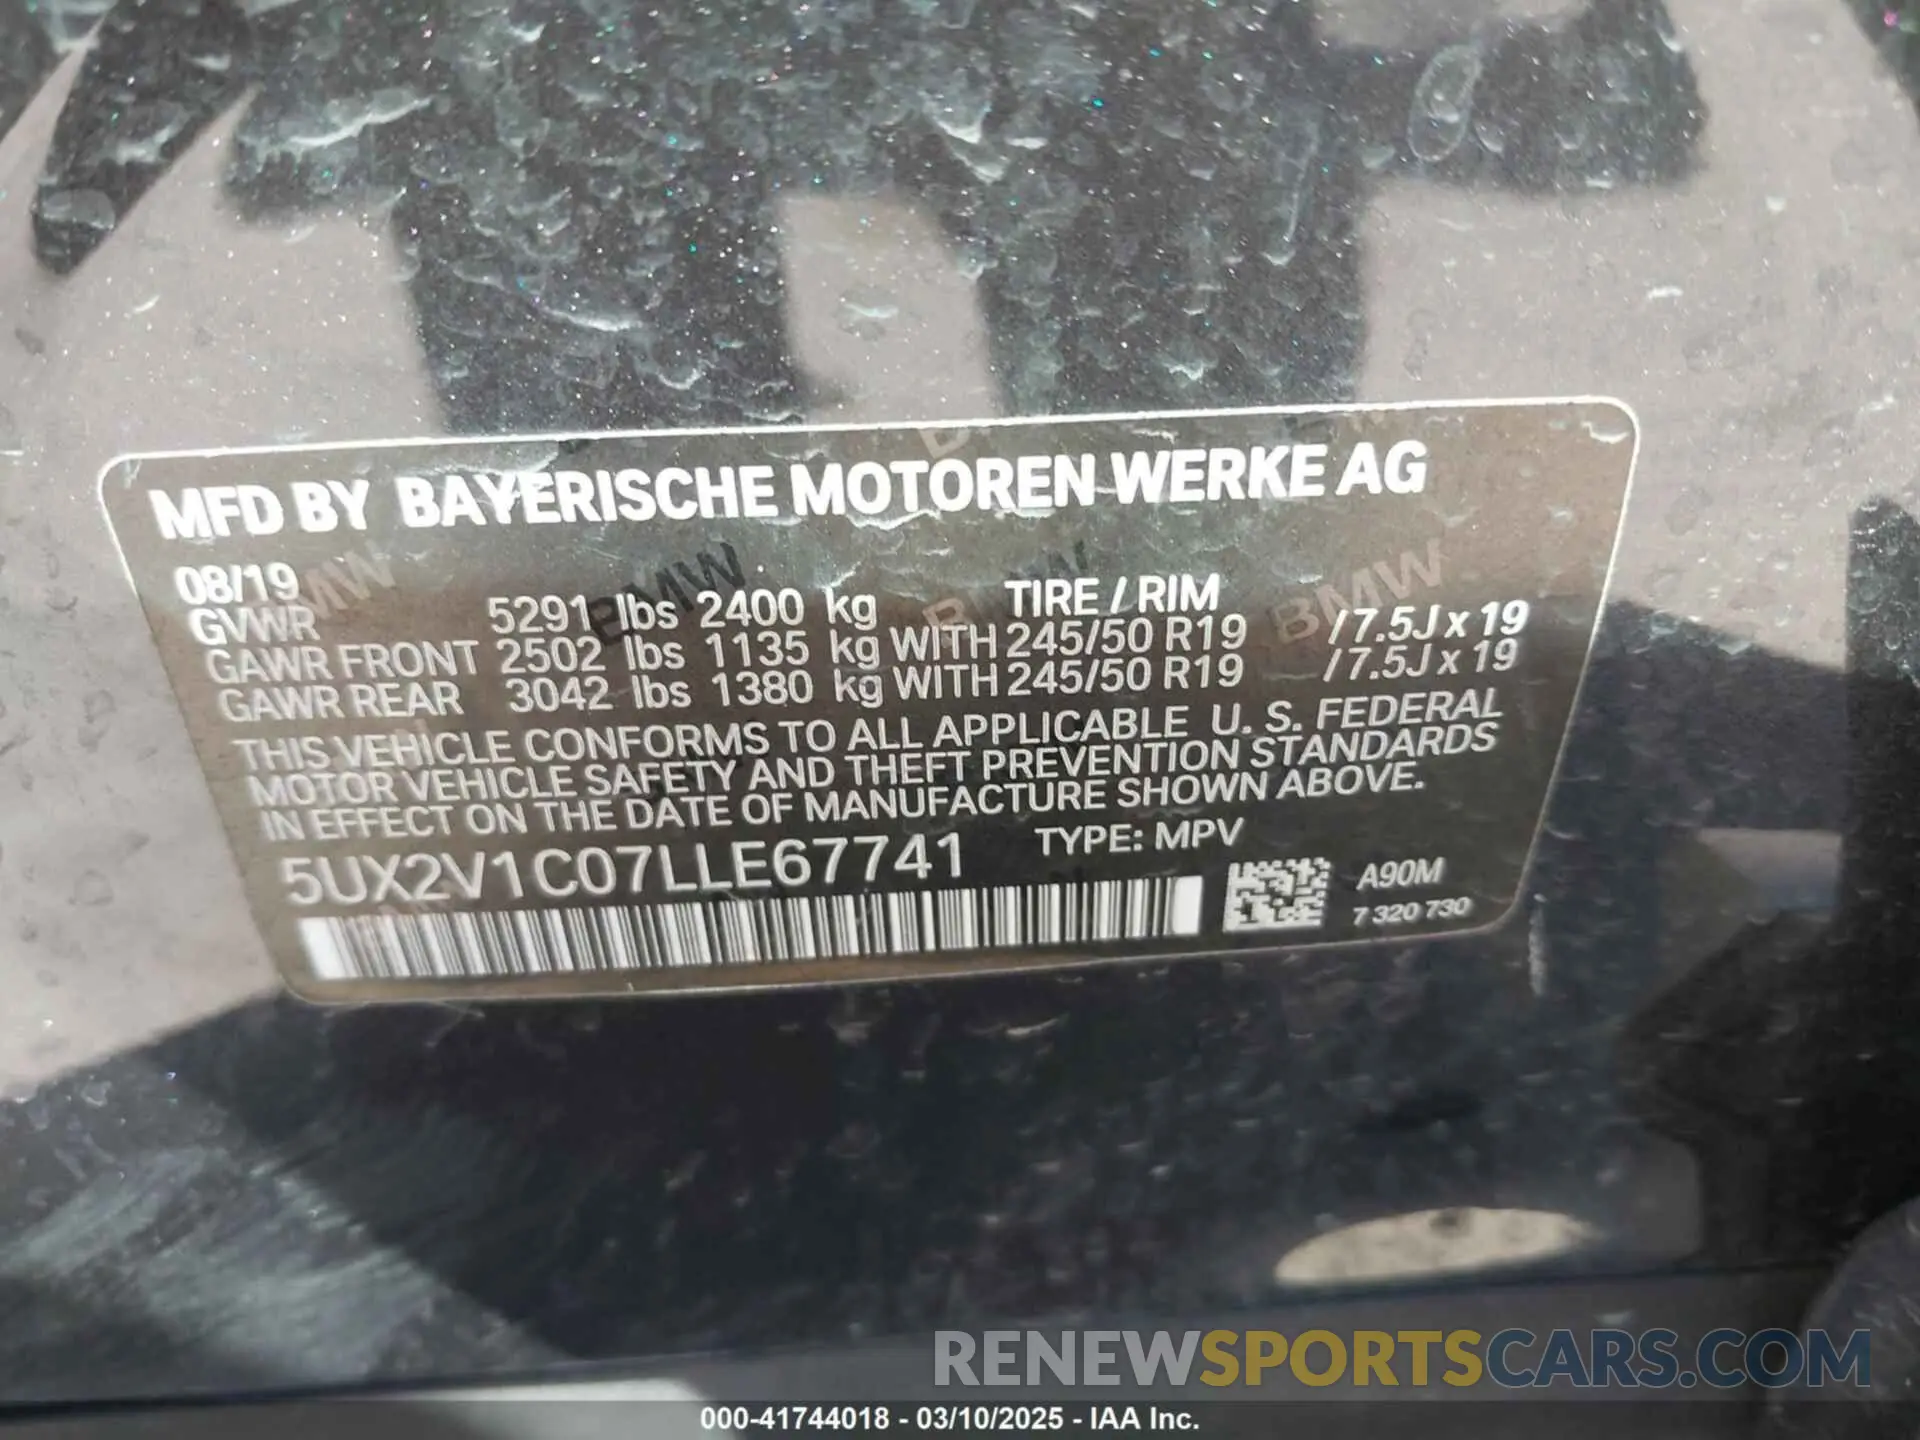 MFD BY BAYERISCHE MOTOREN WERKE AG
08/19
GVWR 5291 lbs 2400 kg TIRE / RIM
GAWR FRONT 2502 lbs 1135 kg WITH 245/50 R19 /7.5J x 19
GAWR REAR 3042 lbs 1380 kg WITH 245/50 R19 /7.5J x 19
THIS VEHICLE CONFORMS TO ALL APPLICABLE U. S. FEDERAL
MOTOR VEHICLE SAFETY AND THEFT PREVENTION STANDARDS
IN EFFECT ON THE DATE OF MANUFACTURE SHOWN ABOVE.
5UX2V1C07LLE67741 TYPE: MPV
A90M
7 320 730
BMW BMW BMW BMW
RENEWSPORTSCARS.COM
000-41744018 - 03/10/2025 - IAA Inc.